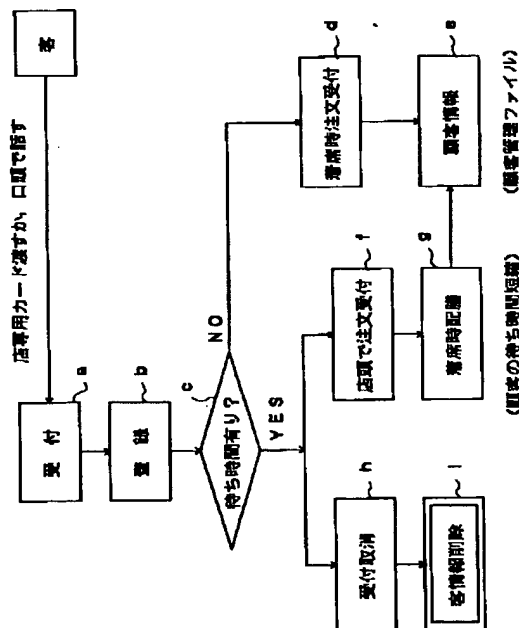 客
店専用カード渡すか、口頭で話す
受付
a
登録
b
待ち時間有り?
c
NO
YES
着席時注文受付
d
顧客情報
e
(顧客管理ファイル)
店頭で注文受付
f
着席時配膳
g
(顧客の待ち時間短縮)
受付取消
h
客情報削除
i